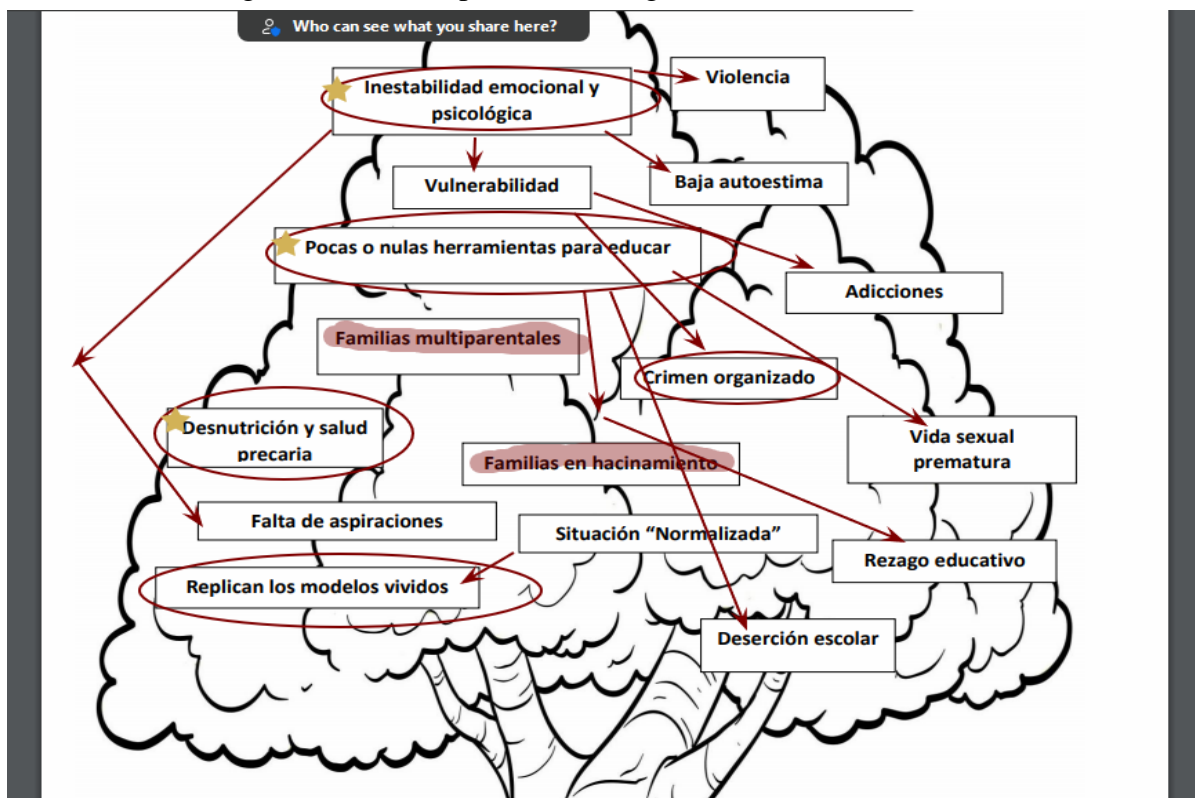 Who can see what you share here?
Inestabilidad emocional y
psicológica
Violencia
Vulnerabilidad
Baja autoestima
Pocas o nulas herramientas para educar
Adicciones
Familias multiparentales
Crimen organizado
Desnutrición y salud
precaria
Vida sexual
prematura
Familias en hacinamiento
Falta de aspiraciones
Situación “Normalizada”
Rezago educativo
Replican los modelos vividos
Deserción escolar